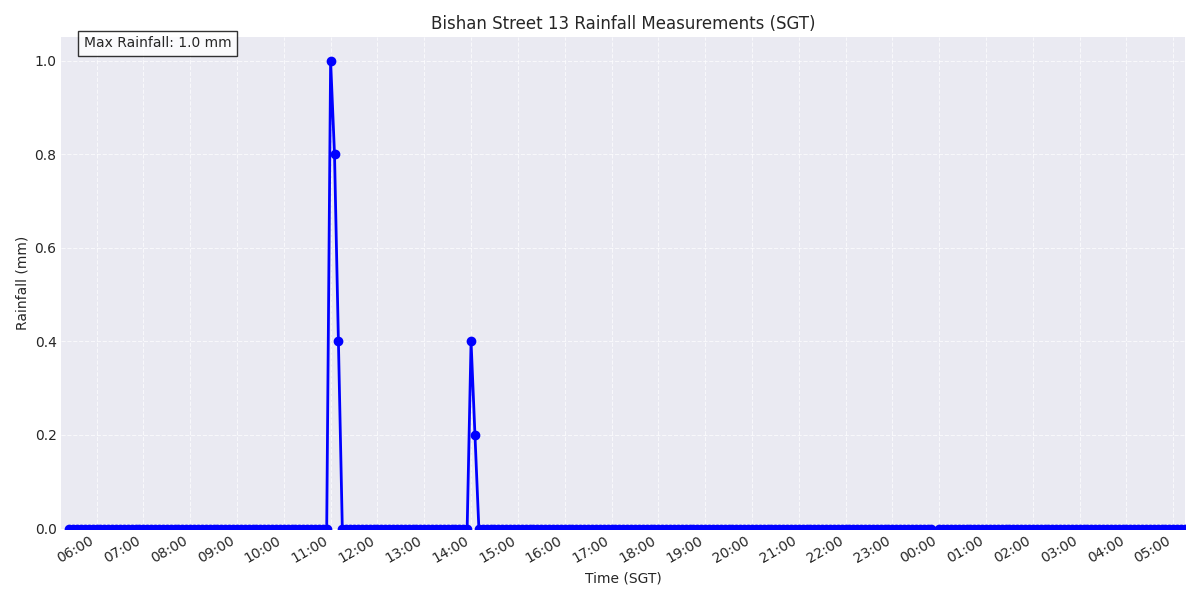 Bishan Street 13 Rainfall Measurements (SGT)
Max Rainfall: 1.0 mm
1.0
0.8
0.6
0.4
0.2
0.0
Rainfall (mm)
06:00 07:00 08:00 09:00 10:00 11:00 12:00 13:00 14:00 15:00 16:00 17:00 18:00 19:00 20:00 21:00 22:00 23:00 00:00 01:00 02:00 03:00 04:00 05:00
Time (SGT)